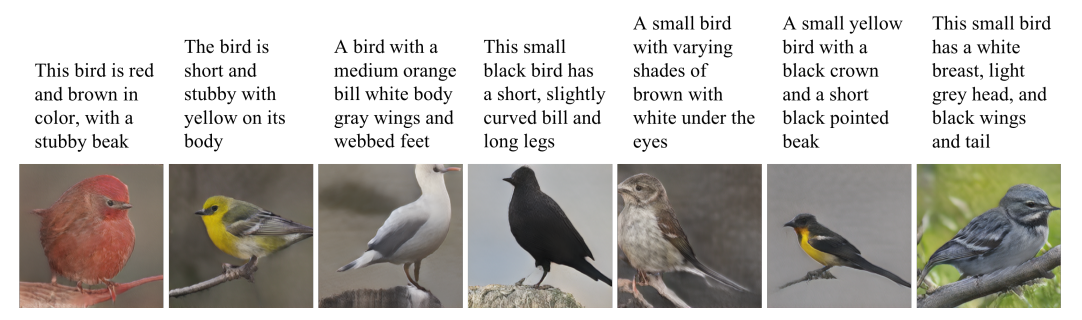 This bird is red
and brown in
color, with a
stubby beak
The bird is
short and
stubby with
yellow on its
body
A bird with a
medium orange
bill white body
gray wings and
webbed feet
This small
black bird has
a short, slightly
curved bill and
long legs
A small bird
with varying
shades of
brown with
white under the
eyes
A small yellow
bird with a
black crown
and a short
black pointed
beak
This small bird
has a white
breast, light
grey head, and
black wings
and tail